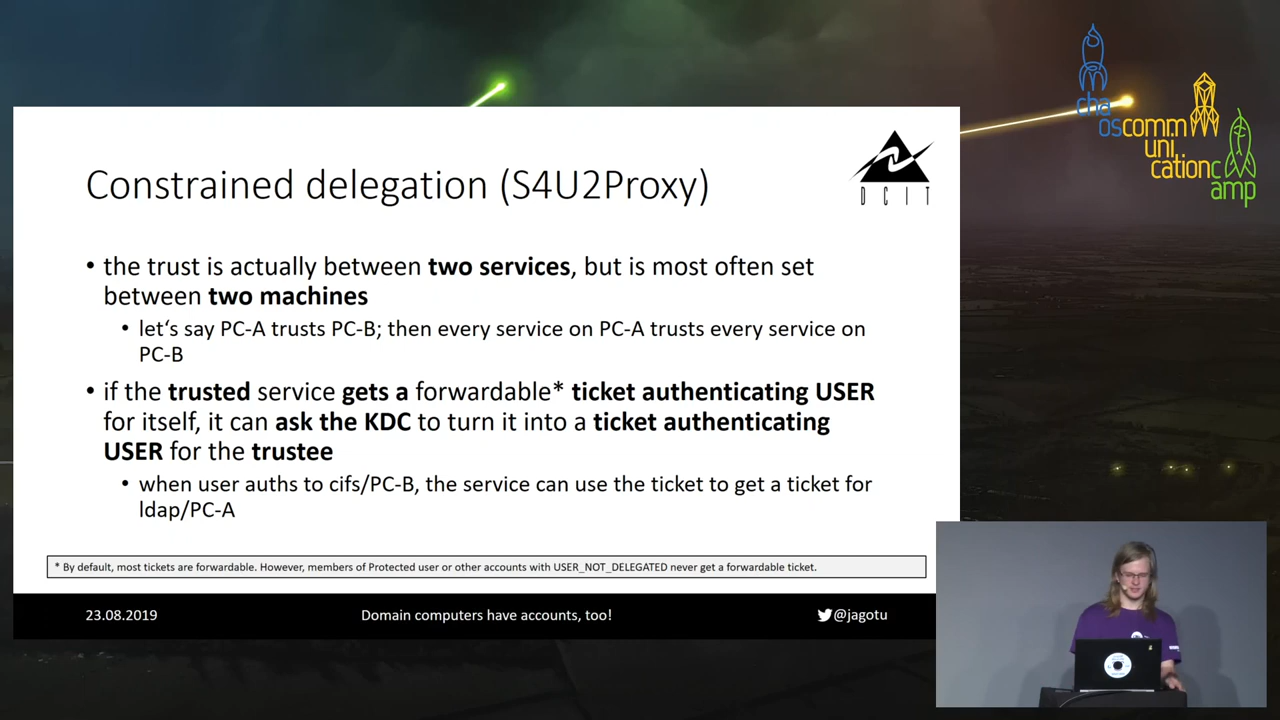 Constrained delegation (S4U2Proxy)
DCIT
chaoscommunicationcamp
• the trust is actually between two services, but is most often set
between two machines
• let‘s say PC-A trusts PC-B; then every service on PC-A trusts every service on
PC-B
• if the trusted service gets a forwardable* ticket authenticating USER
for itself, it can ask the KDC to turn it into a ticket authenticating
USER for the trustee
• when user auths to cifs/PC-B, the service can use the ticket to get a ticket for
ldap/PC-A
* By default, most tickets are forwardable. However, members of Protected user or other accounts with USER_NOT_DELEGATED never get a forwardable ticket.
23.08.2019 Domain computers have accounts, too! @jagotu